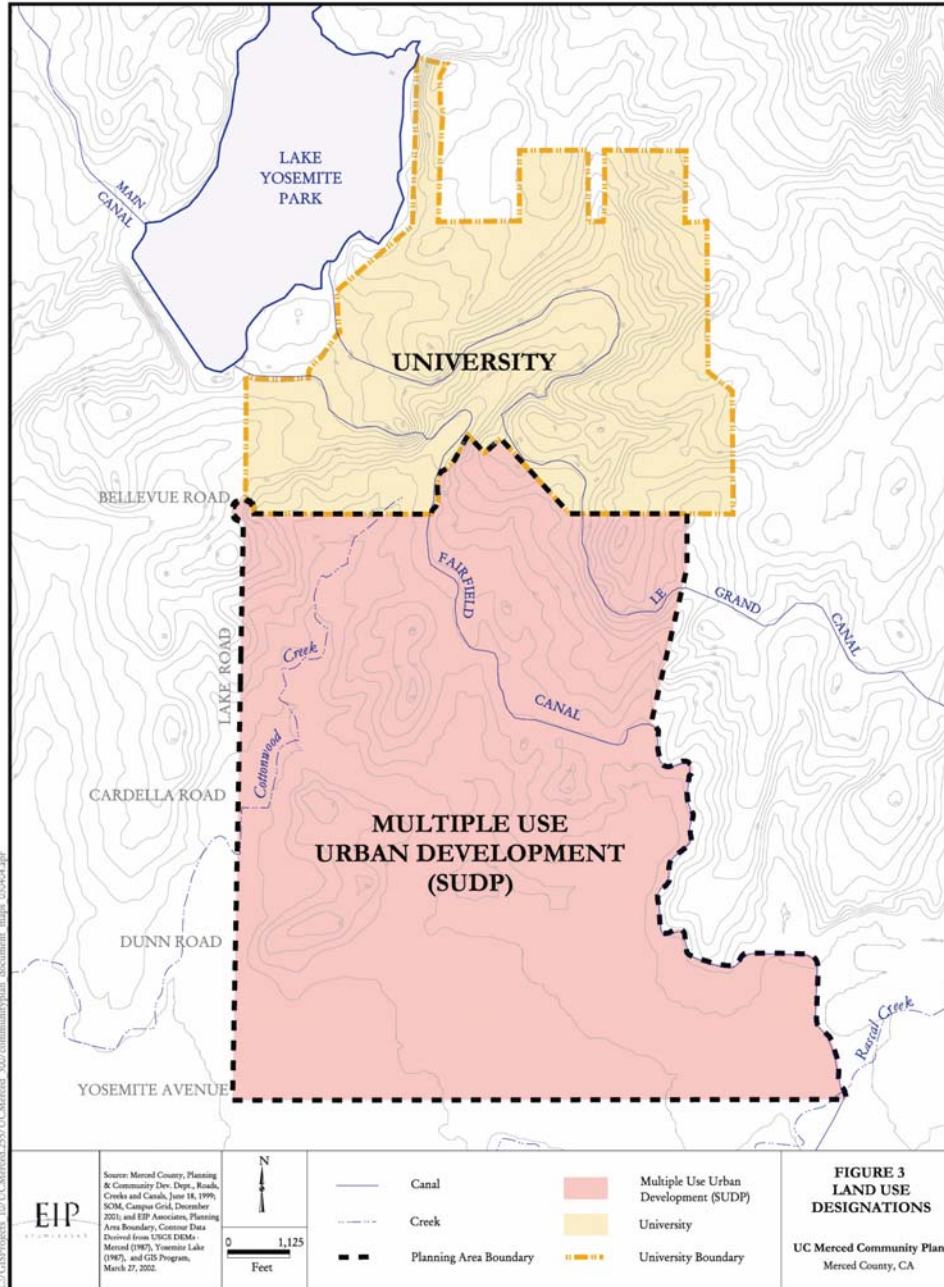 LAKE
YOSEMITE
PARK
MAIN
CANAL
UNIVERSITY
BELLEVUE ROAD
FAIRFIELD
CANAL
LE
GRAND
CANAL
LAKE ROAD
Cottonwood
Creek
CARDELLA ROAD
MULTIPLE USE
URBAN DEVELOPMENT
(SUDP)
DUNN ROAD
Rascal Creek
YOSEMITE AVENUE
EIP
Source: Merced County, Planning
& Community Dev. Dept., Roads,
Creeks and Canals, June 18, 1999;
SOM, Campus Grid, December
2001; and EIP Associates, Planning
Area Boundary, Contour Data
Derived from USGS DEMs -
Merced (1987), Yosemite Lake
(1987), and GIS Program,
March 27, 2002.
N
0 1,125
Feet
Canal
Creek
Planning Area Boundary
Multiple Use Urban
Development (SUDP)
University
University Boundary
FIGURE 3
LAND USE
DESIGNATIONS
UC Merced Community Plan
Merced County, CA